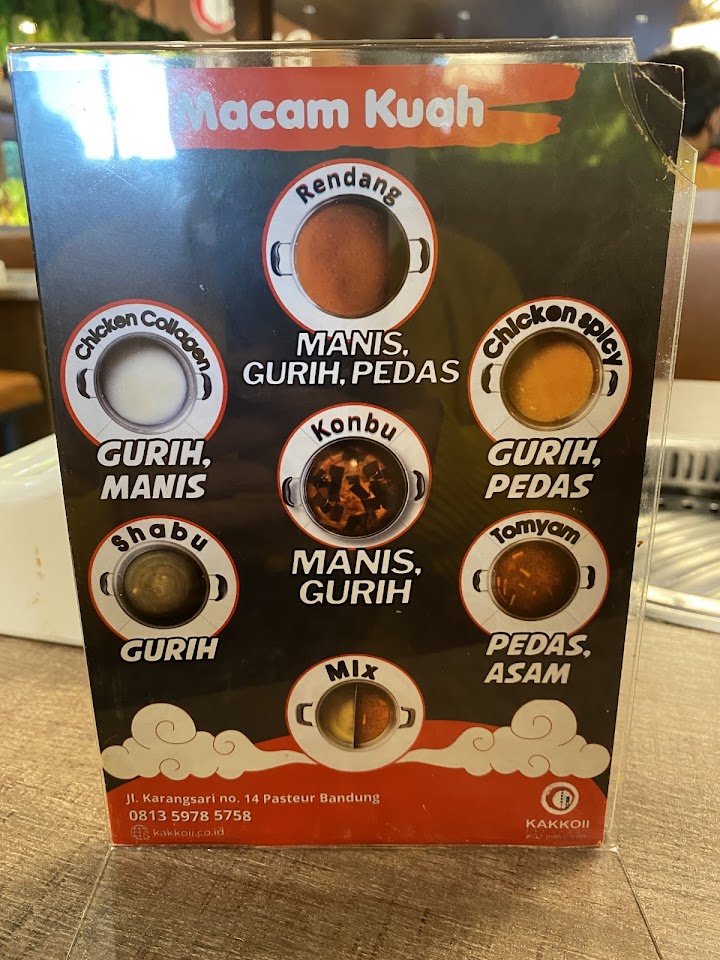 Macam Kuah
Rendang
MANIS,
GURIH, PEDAS
Chicken Collagen
GURIH,
MANIS
Chicken spicy
GURIH,
PEDAS
Konbu
MANIS,
GURIH
Shabu
GURIH
Tomyam
PEDAS,
ASAM
Mix
Jl. Karangsari no. 14 Pasteur Bandung
0813 5978 5758
kakkoii.co.id
KAKKOII